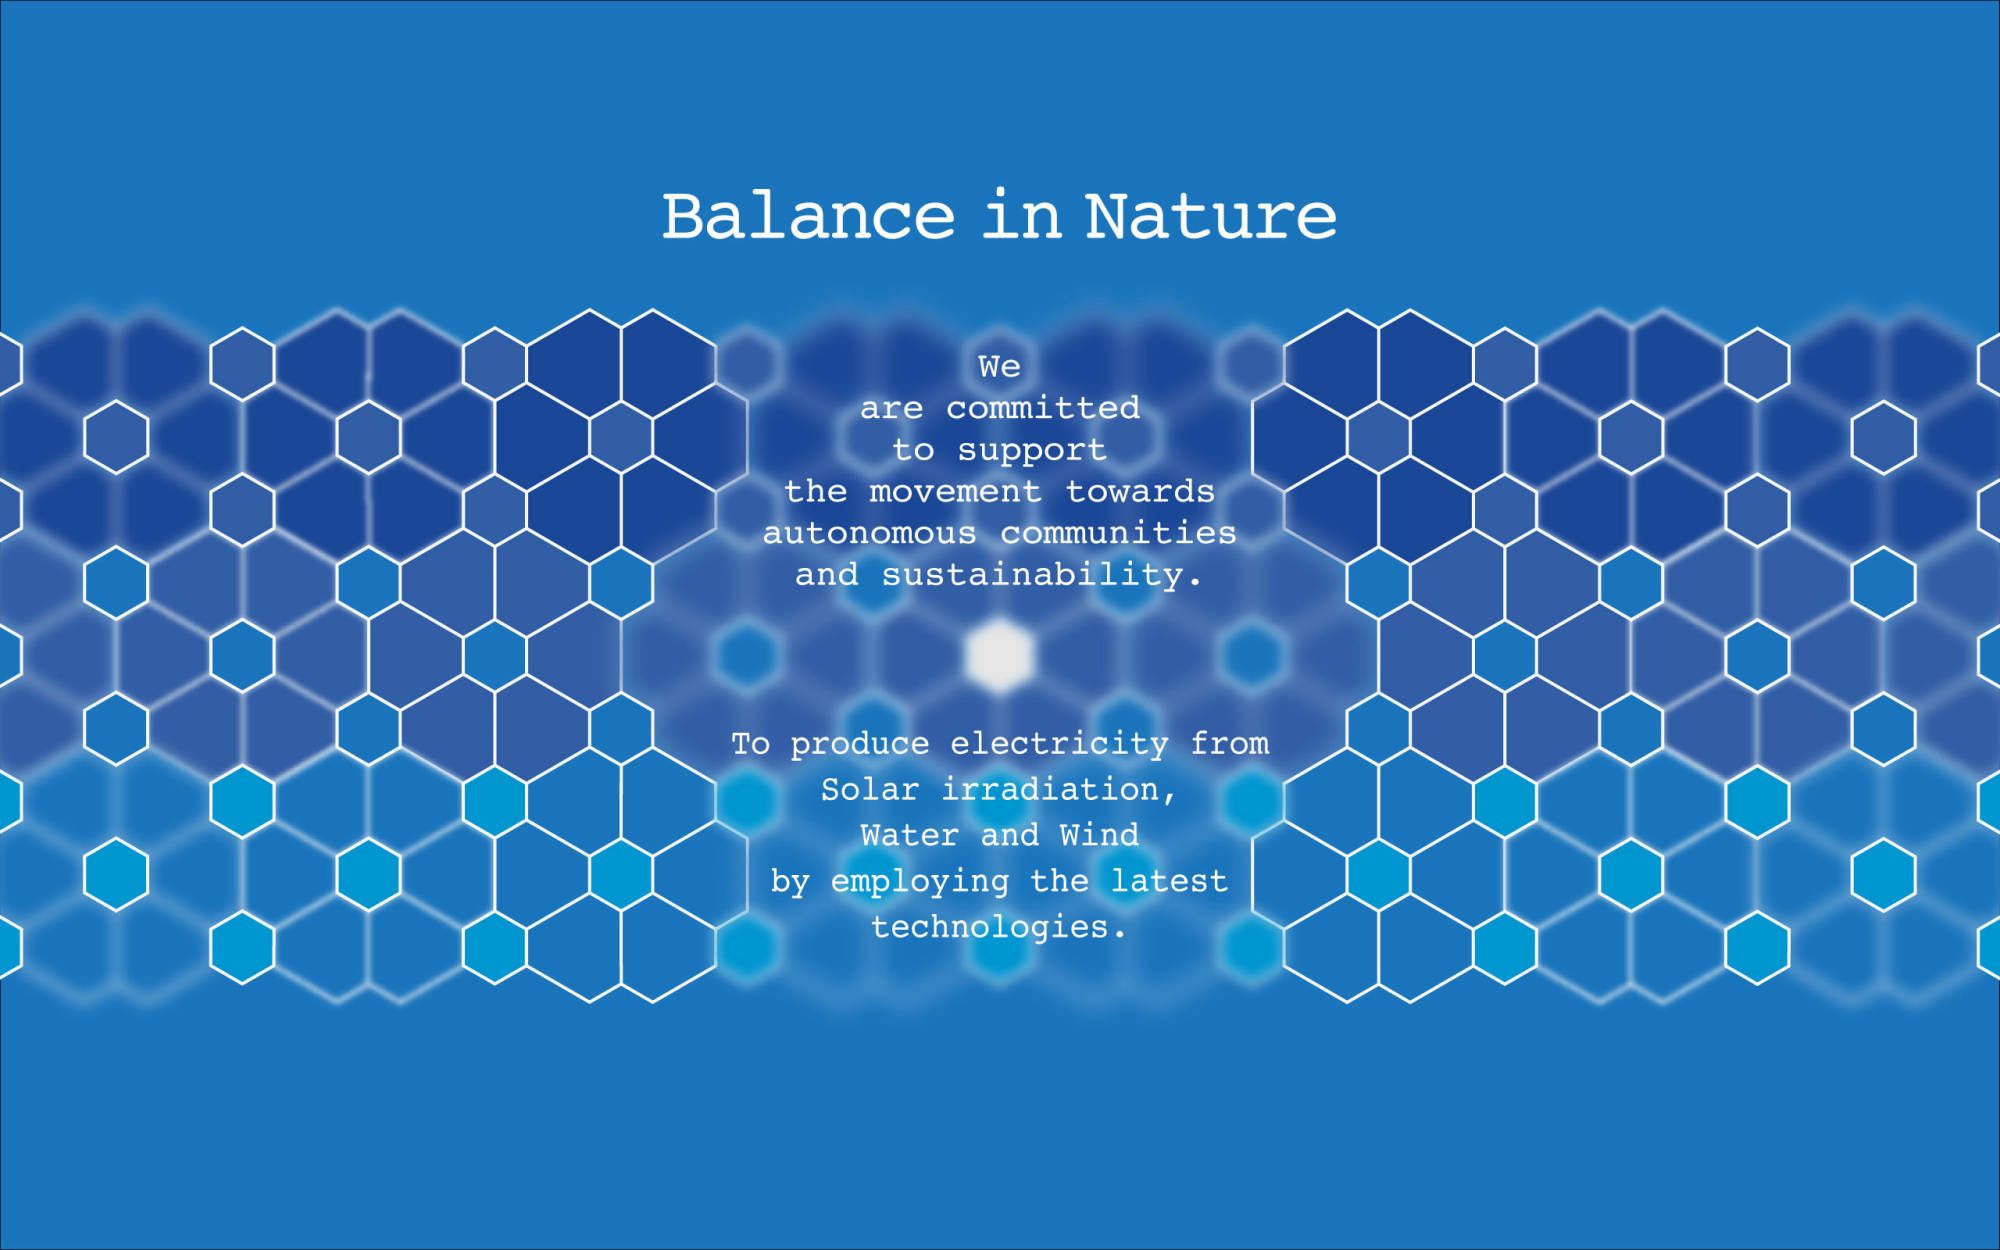 Balance in Nature
We
are committed
to support
the movement towards
autonomous communities
and sustainability.
To produce electricity from
Solar irradiation,
Water and Wind
by employing the latest
technologies.